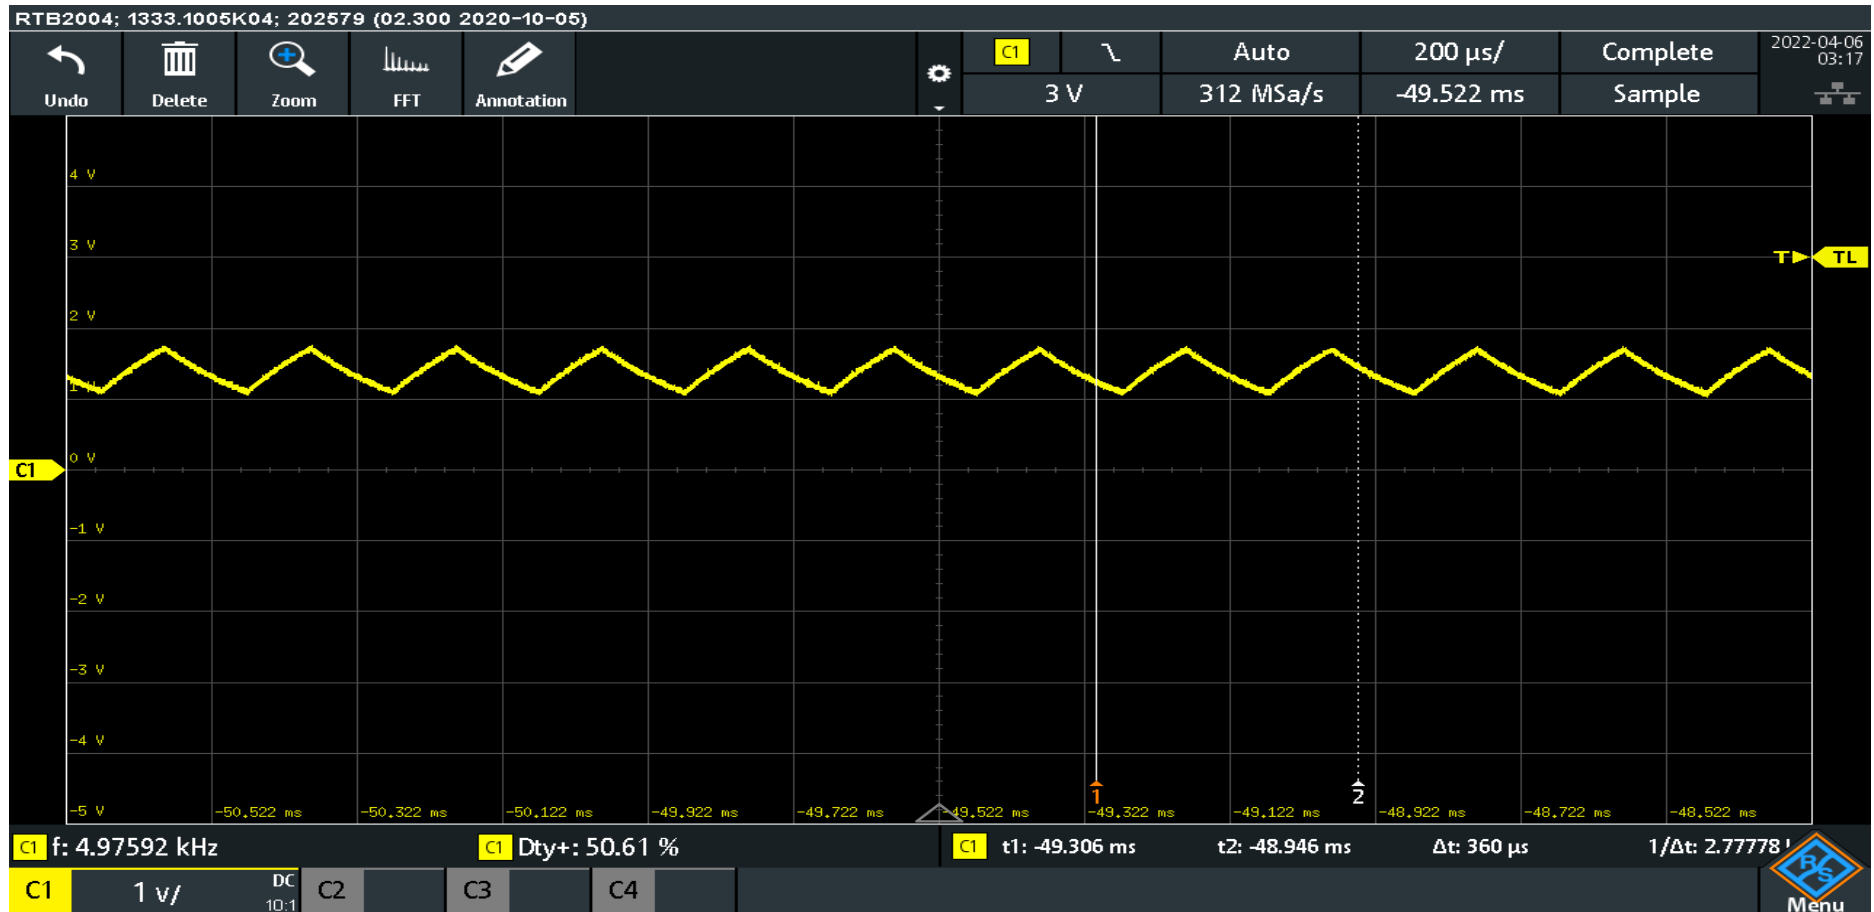 RTB2004; 1333.1005K04; 202579 (02.300 2020-10-05)
Undo Delete Zoom FFT Annotation
C1 Auto 200 µs/ Complete
3 V 312 MSa/s -49.522 ms Sample
2022-04-06
03:17
4 V
3 V
T TL
2 V
1
0 V
C1
-1 V
-2 V
-3 V
-4 V
1 2
-5 V -50.522 ms -50.322 ms -50.122 ms -49.922 ms -49.722 ms -49.522 ms -49.322 ms -49.122 ms -48.922 ms -48.722 ms -48.522 ms
C1 f: 4.97592 kHz C1 Dty+: 50.61 % C1 t1: -49.306 ms t2: -48.946 ms Δt: 360 µs 1/Δt: 2.77778
C1 1 V/ DC 10:1 C2 C3 C4
R S
Menu